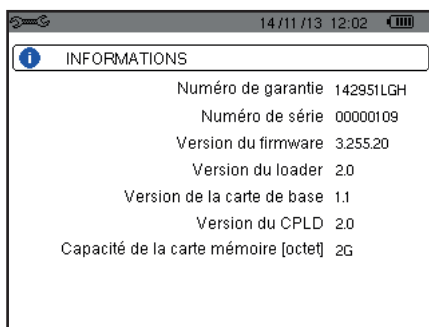 14/11/13 12:02
INFORMATIONS
Numéro de garantie 142951LGH
Numéro de série 00000109
Version du firmware 3.255.20
Version du loader 2.0
Version de la carte de base 1.1
Version du CPLD 2.0
Capacité de la carte mémoire [octet] 2G